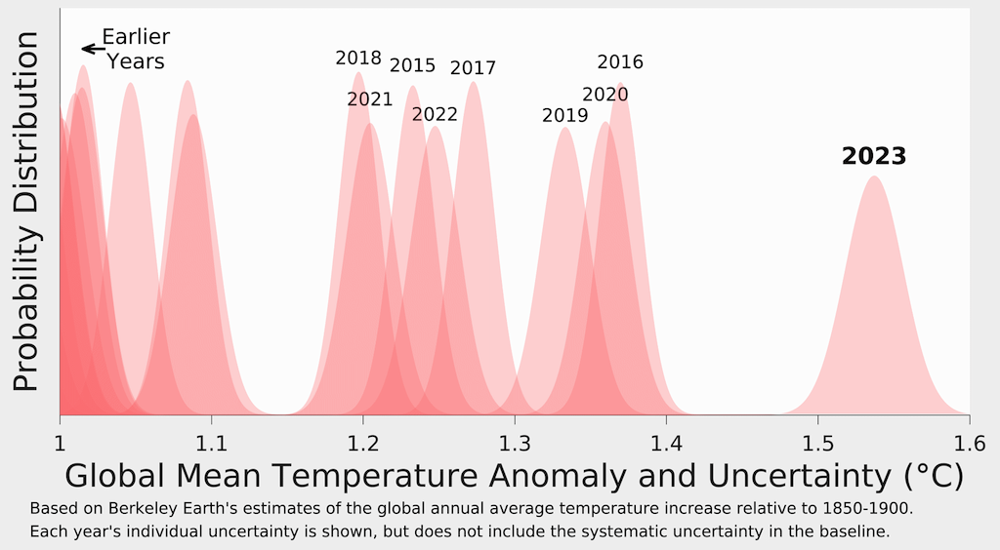 Earlier
Years
2018
2015
2017
2016
2021
2022
2020
2019
2023
Probability Distribution
1
1.1
1.2
1.3
1.4
1.5
1.6
Global Mean Temperature Anomaly and Uncertainty (°C)
Based on Berkeley Earth's estimates of the global annual average temperature increase relative to 1850-1900.
Each year's individual uncertainty is shown, but does not include the systematic uncertainty in the baseline.